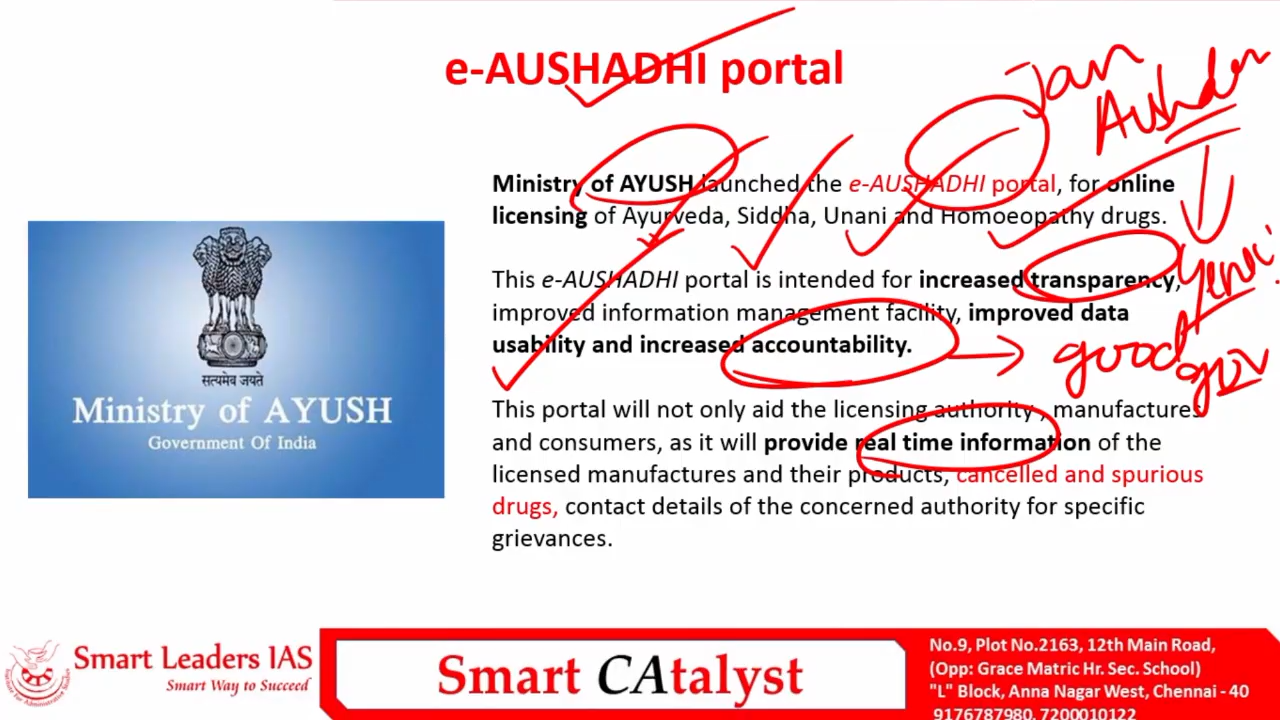 e-AUSHADHI portal
Jan
Aushadh
Ministry of AYUSH launched the e-AUSHADHI portal, for online
licensing of Ayurveda, Siddha, Unani and Homoeopathy drugs.
This e-AUSHADHI portal is intended for increased transparency,
improved information management facility, improved data
usability and increased accountability.
good
gov
This portal will not only aid the licensing authority , manufactures
and consumers, as it will provide real time information of the
licensed manufactures and their products, cancelled and spurious
drugs, contact details of the concerned authority for specific
grievances.
सत्यमेव जयते
Ministry of AYUSH
Government Of India
Smart Leaders IAS
Smart Way to Succeed
Smart CAtalyst
No.9, Plot No.2163, 12th Main Road,
(Opp: Grace Matric Hr. Sec. School)
"L" Block, Anna Nagar West, Chennai - 40
9176787980, 7200010122